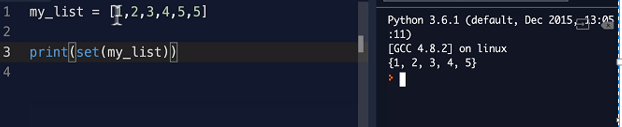 1 my_list = [1,2,3,4,5,5]
2
3 print(set(my_list))
4
Python 3.6.1 (default, Dec 2015, 13:05
:11)
[GCC 4.8.2] on linux
{1, 2, 3, 4, 5}